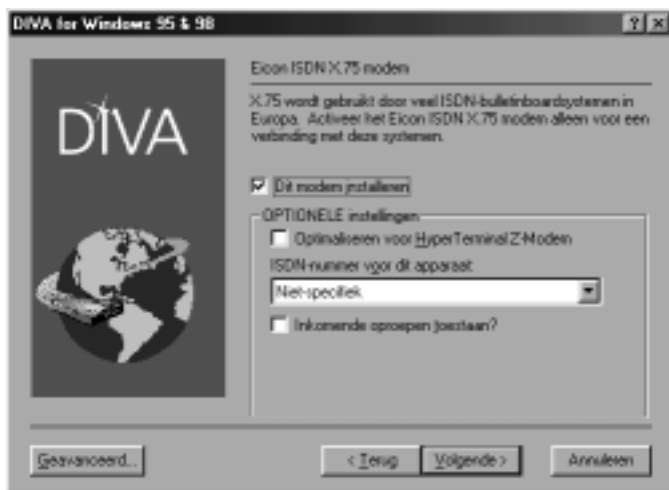 DIVA for Windows 95 & 98
DIVA
Eicon ISDN X.75 modem
X.75 wordt gebruikt door veel ISDN-bulletinboardsystemen in
Europa. Activeer het Eicon ISDN X.75 modem alleen voor een
verbinding met deze systemen.
Dit modem installeren
OPTIONELE instellingen
Optimaliseren voor HyperTerminal Z-Modem
ISDN-nummer voor dit apparaat
Niet-specifiek
Inkomende oproepen toestaan?
Geavanceerd...
< Terug
Volgende >
Annuleren